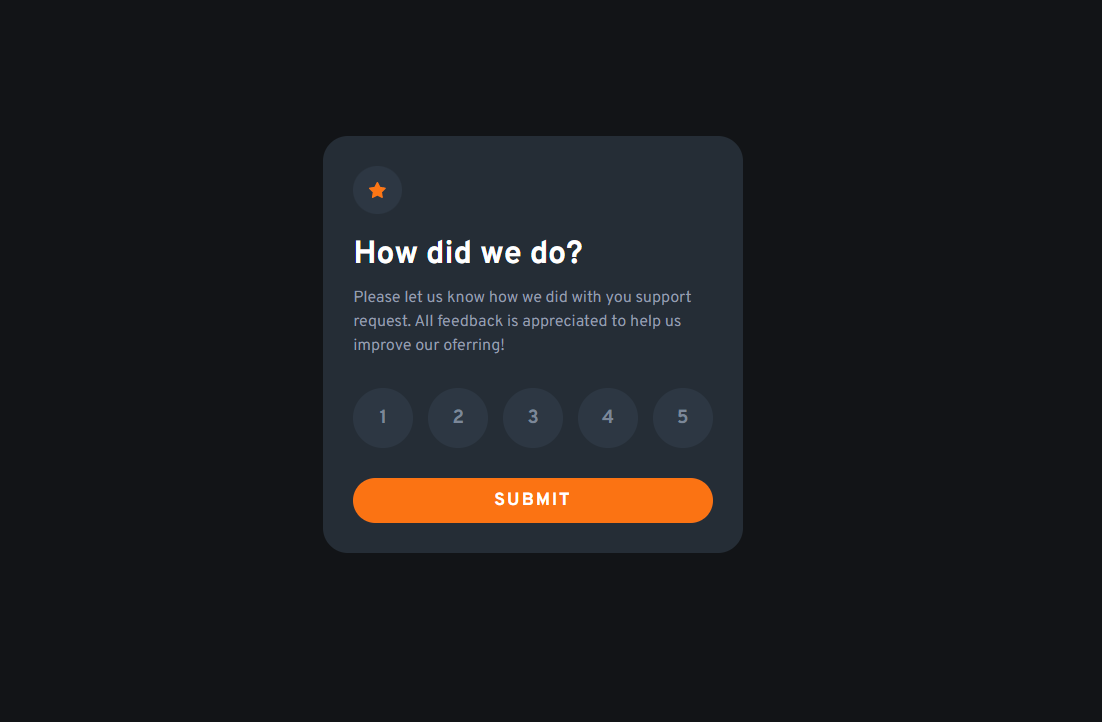 How did we do?
Please let us know how we did with you support
request. All feedback is appreciated to help us
improve our oferring!
1 2 3 4 5
SUBMIT